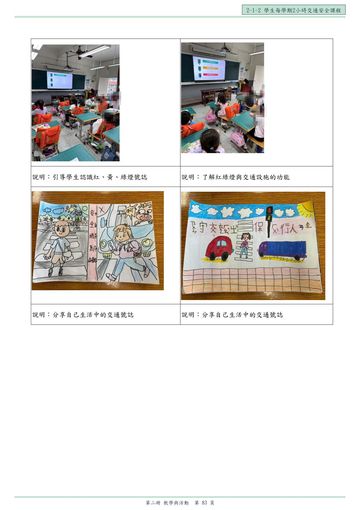 2-1-2 學生每學期2小時交通安全課程
說明：引導學生認識紅、黃、綠燈號誌
說明：了解紅綠燈與交通設施的功能
說明：分享自己生活中的交通號誌
說明：分享自己生活中的交通號誌
第二冊 教學與活動 第 83 頁